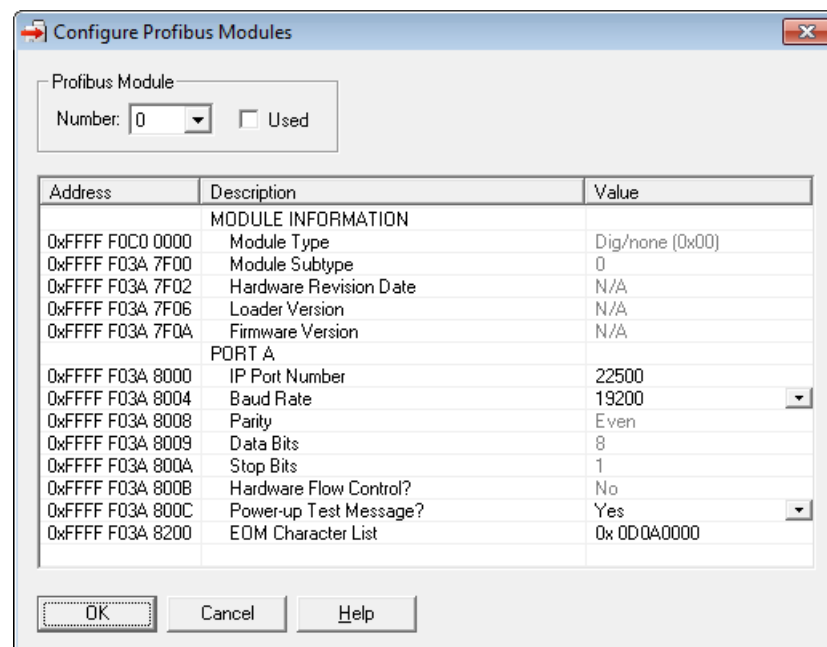 Configure Profibus Modules
Profibus Module
Number: 0 Used
Address Description Value
MODULE INFORMATION
0xFFFF F0C0 0000 Module Type Dig/none (0x00)
0xFFFF F03A 7F00 Module Subtype 0
0xFFFF F03A 7F02 Hardware Revision Date N/A
0xFFFF F03A 7F06 Loader Version N/A
0xFFFF F03A 7F0A Firmware Version N/A
PORT A
0xFFFF F03A 8000 IP Port Number 22500
0xFFFF F03A 8004 Baud Rate 19200
0xFFFF F03A 8008 Parity Even
0xFFFF F03A 8009 Data Bits 8
0xFFFF F03A 800A Stop Bits 1
0xFFFF F03A 800B Hardware Flow Control? No
0xFFFF F03A 800C Power-up Test Message? Yes
0xFFFF F03A 8200 EOM Character List 0x 0D0A0000
OK Cancel Help